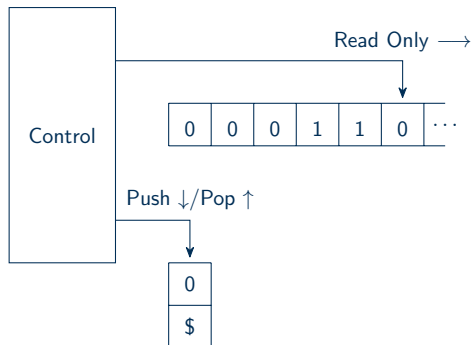 Read Only →
Control
0 0 0 1 1 0 ⋯
Push ↓/Pop ↑
0
$